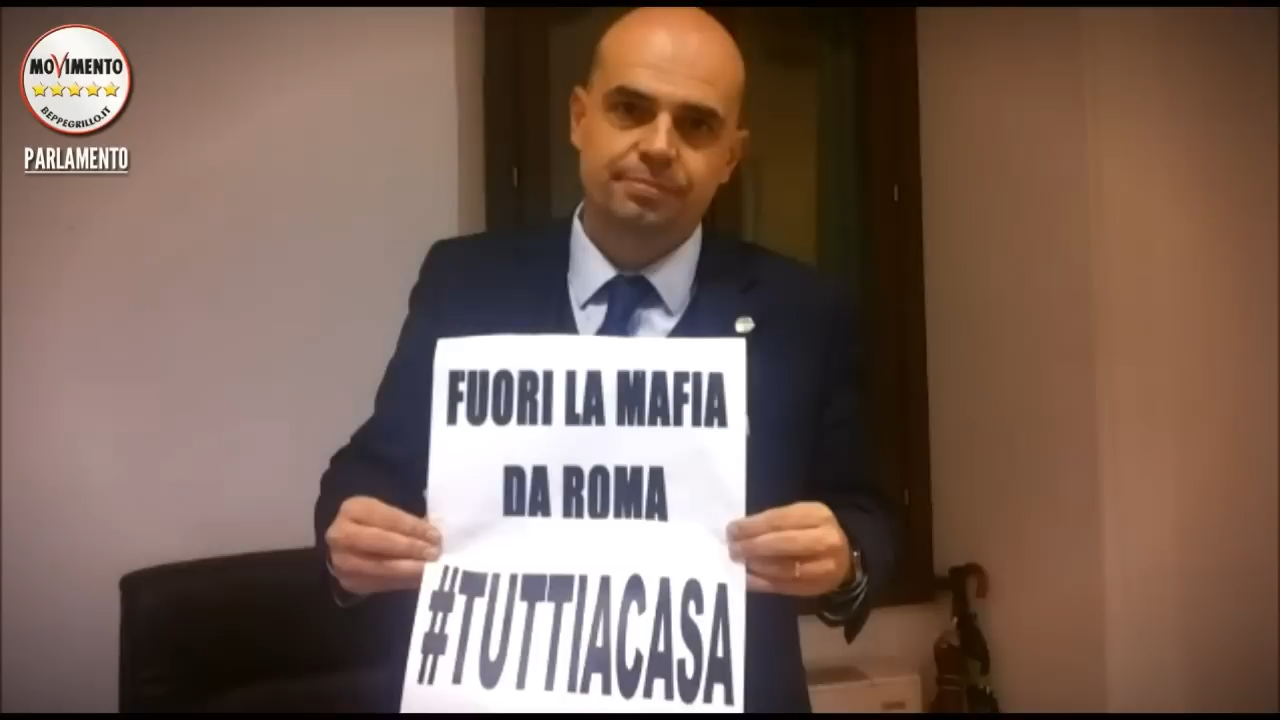 MOVIMENTO
BEPPEGRILLO.IT
PARLAMENTO
FUORI LA MAFIA
DA ROMA
#TUTTIACASA